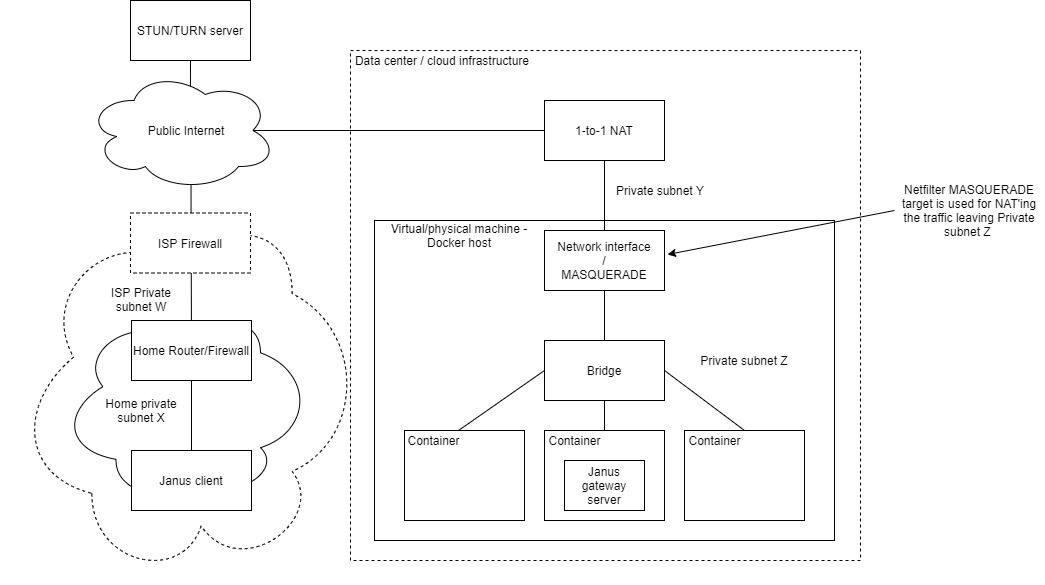 STUN/TURN server
Data center / cloud infrastructure
Public Internet
1-to-1 NAT
Private subnet Y
Netfilter MASQUERADE
target is used for NAT'ing
the traffic leaving Private
subnet Z
Virtual/physical machine -
Docker host
ISP Firewall
Network interface
/
MASQUERADE
ISP Private
subnet W
Home Router/Firewall
Bridge
Private subnet Z
Home private
subnet X
Container
Container
Container
Janus client
Janus
gateway
server